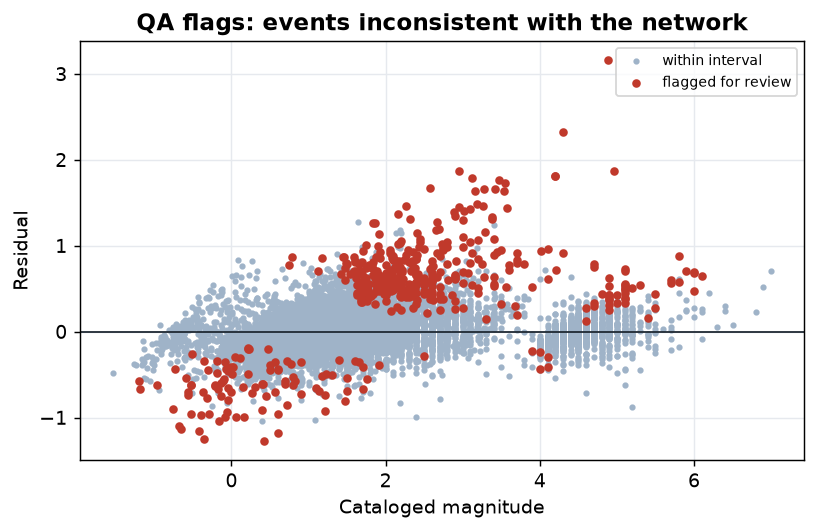 QA flags: events inconsistent with the network
within interval
flagged for review
Residual
3
2
1
0
−1
0
2
4
6
Cataloged magnitude